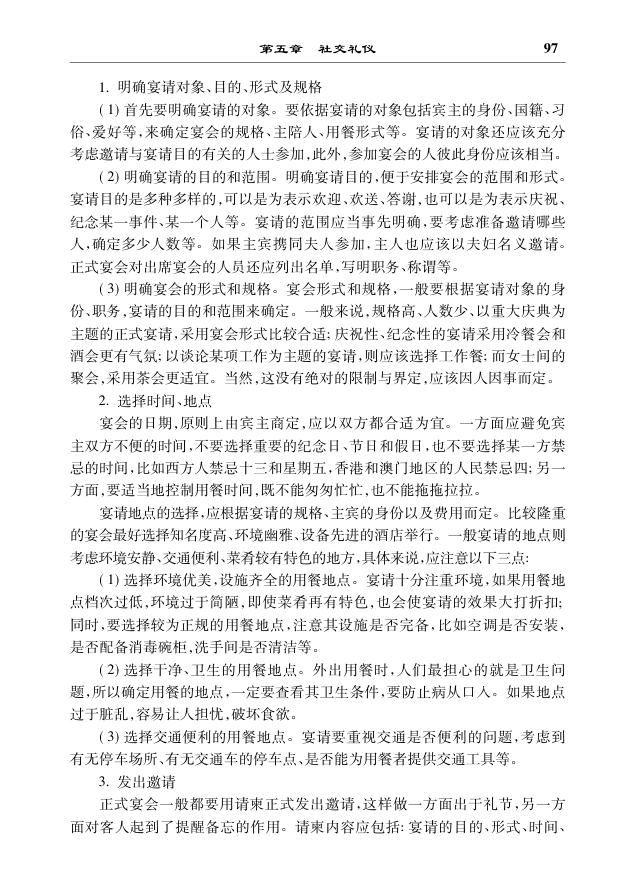 第五章 社交礼仪 97
1. 明确宴请对象、目的、形式及规格
(1) 首先要明确宴请的对象。要依据宴请的对象包括宾主的身份、国籍、习
俗、爱好等,来确定宴会的规格、主陪人、用餐形式等。宴请的对象还应该充分
考虑邀请与宴请目的有关的人士参加,此外,参加宴会的人彼此身份应该相当。
(2) 明确宴请的目的和范围。明确宴请目的,便于安排宴会的范围和形式。
宴请目的是多种多样的,可以是为表示欢迎、欢送、答谢,也可以是为表示庆祝、
纪念某一事件、某一个人等。宴请的范围应当事先明确,要考虑准备邀请哪些
人,确定多少人数等。如果主宾携同夫人参加,主人也应该以夫妇名义邀请。
正式宴会对出席宴会的人员还应列出名单,写明职务、称谓等。
(3) 明确宴会的形式和规格。宴会形式和规格,一般要根据宴请对象的身
份、职务,宴请的目的和范围来确定。一般来说,规格高、人数少、以重大庆典为
主题的正式宴请,采用宴会形式比较合适;庆祝性、纪念性的宴请采用冷餐会和
酒会更有气氛;以谈论某项工作为主题的宴请,则应该选择工作餐;而女士间的
聚会,采用茶会更适宜。当然,这没有绝对的限制与界定,应该因人因事而定。
2. 选择时间、地点
宴会的日期,原则上由宾主商定,应以双方都合适为宜。一方面应避免宾
主双方不便的时间,不要选择重要的纪念日、节日和假日,也不要选择某一方禁
忌的时间,比如西方人禁忌十三和星期五,香港和澳门地区的人民禁忌四;另一
方面,要适当地控制用餐时间,既不能匆匆忙忙,也不能拖拖拉拉。
宴请地点的选择,应根据宴请的规格、主宾的身份以及费用而定。比较隆重
的宴会最好选择知名度高、环境幽雅、设备先进的酒店举行。一般宴请的地点则
考虑环境安静、交通便利、菜肴较有特色的地方,具体来说,应注意以下三点:
(1) 选择环境优美,设施齐全的用餐地点。宴请十分注重环境,如果用餐地
点档次过低,环境过于简陋,即使菜肴再有特色,也会使宴请的效果大打折扣;
同时,要选择较为正规的用餐地点,注意其设施是否完备,比如空调是否安装,
是否配备消毒碗柜,洗手间是否清洁等。
(2) 选择干净、卫生的用餐地点。外出用餐时,人们最担心的就是卫生问
题,所以确定用餐的地点,一定要查看其卫生条件,要防止病从口入。如果地点
过于脏乱,容易让人担忧,破坏食欲。
(3) 选择交通便利的用餐地点。宴请要重视交通是否便利的问题,考虑到
有无停车场所、有无交通车的停车点、是否能为用餐者提供交通工具等。
3. 发出邀请
正式宴会一般都要用请柬正式发出邀请,这样做一方面出于礼节,另一方
面对客人起到了提醒备忘的作用。请柬内容应包括:宴请的目的、形式、时间、